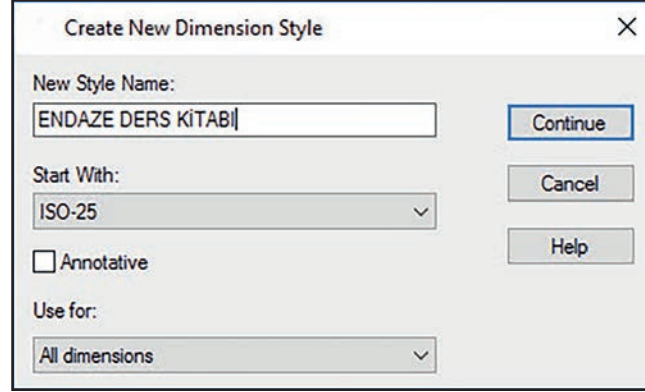 Create New Dimension Style
New Style Name:
ENDAZE DERS KİTABI
Continue
Start With:
ISO-25
Cancel
Annotative
Help
Use for:
All dimensions